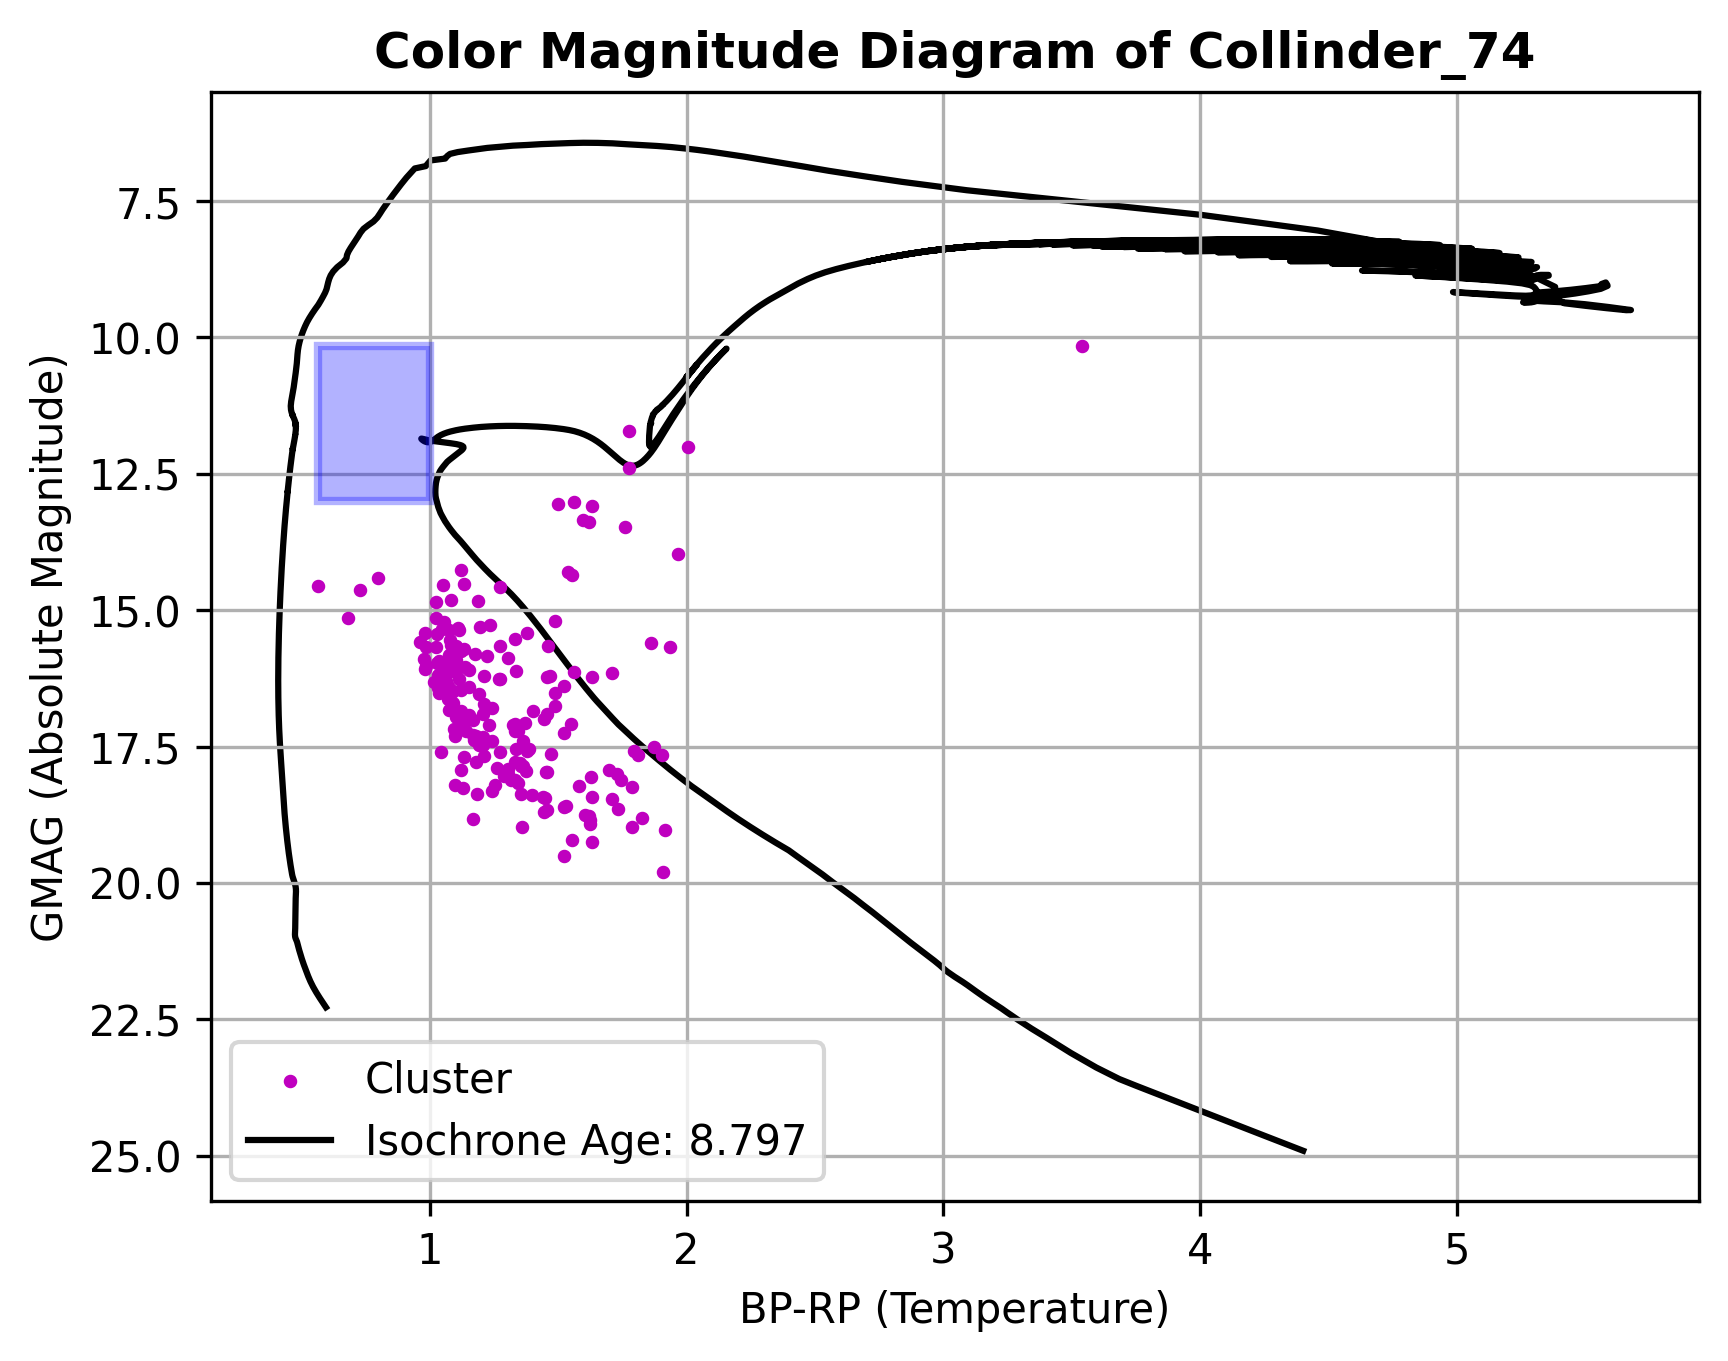 Color Magnitude Diagram of Collinder_74
GMAG (Absolute Magnitude)
7.5
10.0
12.5
15.0
17.5
20.0
22.5
25.0
Cluster
Isochrone Age: 8.797
1 2 3 4 5
BP-RP (Temperature)